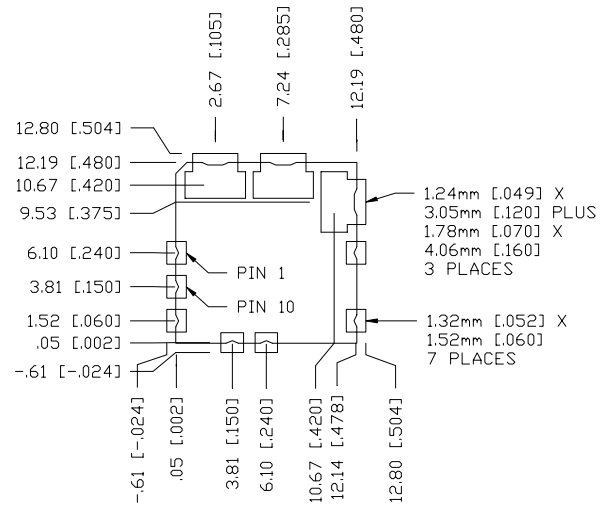 2.67 [.105]
7.24 [.285]
12.19 [.480]
12.80 [.504]
12.19 [.480]
10.67 [.420]
9.53 [.375]
6.10 [.240]
3.81 [.150]
1.52 [.060]
.05 [.002]
-.61 [-.024]
PIN 1
PIN 10
1.24mm [.049] X
3.05mm [.120] PLUS
1.78mm [.070] X
4.06mm [.160]
3 PLACES
1.32mm [.052] X
1.52mm [.060]
7 PLACES
-.61 [-.024]
.05 [.002]
3.81 [.150]
6.10 [.240]
10.67 [.420]
12.14 [.478]
12.80 [.504]